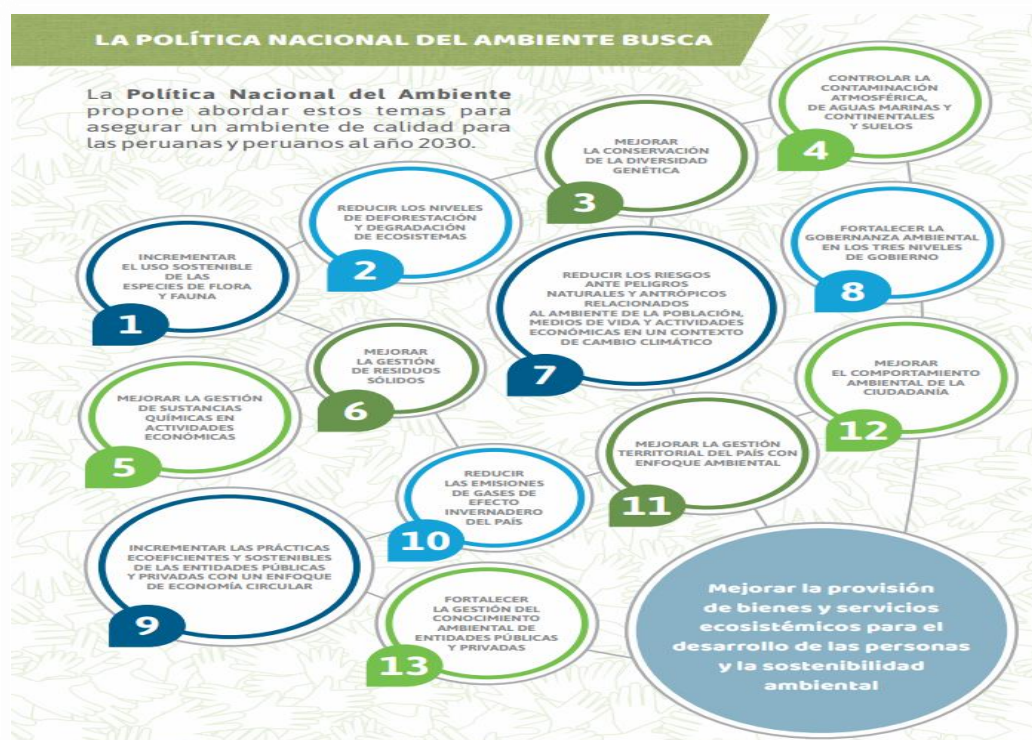 LA POLÍTICA NACIONAL DEL AMBIENTE BUSCA
La Política Nacional del Ambiente
propone abordar estos temas para
asegurar un ambiente de calidad para
las peruanas y peruanos al año 2030.
INCREMENTAR
EL USO SOSTENIBLE
DE LAS
ESPECIES DE FLORA
Y FAUNA
1
REDUCIR LOS NIVELES
DE DEFORESTACIÓN
Y DEGRADACIÓN
DE ECOSISTEMAS
2
MEJORAR
LA CONSERVACIÓN
DE LA DIVERSIDAD
GENÉTICA
3
CONTROLAR LA
CONTAMINACIÓN
ATMOSFÉRICA,
DE AGUAS MARINAS Y
CONTINENTALES
Y SUELOS
4
MEJORAR LA GESTIÓN
DE SUSTANCIAS
QUÍMICAS EN
ACTIVIDADES
ECONÓMICAS
5
MEJORAR
LA GESTIÓN
DE RESIDUOS
SÓLIDOS
6
REDUCIR LOS RIESGOS
ANTE PELIGROS
NATURALES Y ANTRÓPICOS
RELACIONADOS
AL AMBIENTE DE LA POBLACIÓN,
MEDIOS DE VIDA Y ACTIVIDADES
ECONÓMICAS EN UN CONTEXTO
DE CAMBIO CLIMÁTICO
7
FORTALECER LA
GOBERNANZA AMBIENTAL
EN LOS TRES NIVELES
DE GOBIERNO
8
INCREMENTAR LAS PRÁCTICAS
ECOEFICIENTES Y SOSTENIBLES
DE LAS ENTIDADES PÚBLICAS
Y PRIVADAS CON UN ENFOQUE
DE ECONOMÍA CIRCULAR
9
REDUCIR
LAS EMISIONES
DE GASES DE
EFECTO
INVERNADERO
DEL PAÍS
10
MEJORAR LA GESTIÓN
TERRITORIAL DEL PAÍS CON
ENFOQUE AMBIENTAL
11
MEJORAR
EL COMPORTAMIENTO
AMBIENTAL DE LA
CIUDADANÍA
12
FORTALECER
LA GESTIÓN DEL
CONOCIMIENTO
AMBIENTAL DE
ENTIDADES PÚBLICAS
Y PRIVADAS
13
Mejorar la provisión
de bienes y servicios
ecosistémicos para el
desarrollo de las personas
y la sostenibilidad
ambiental